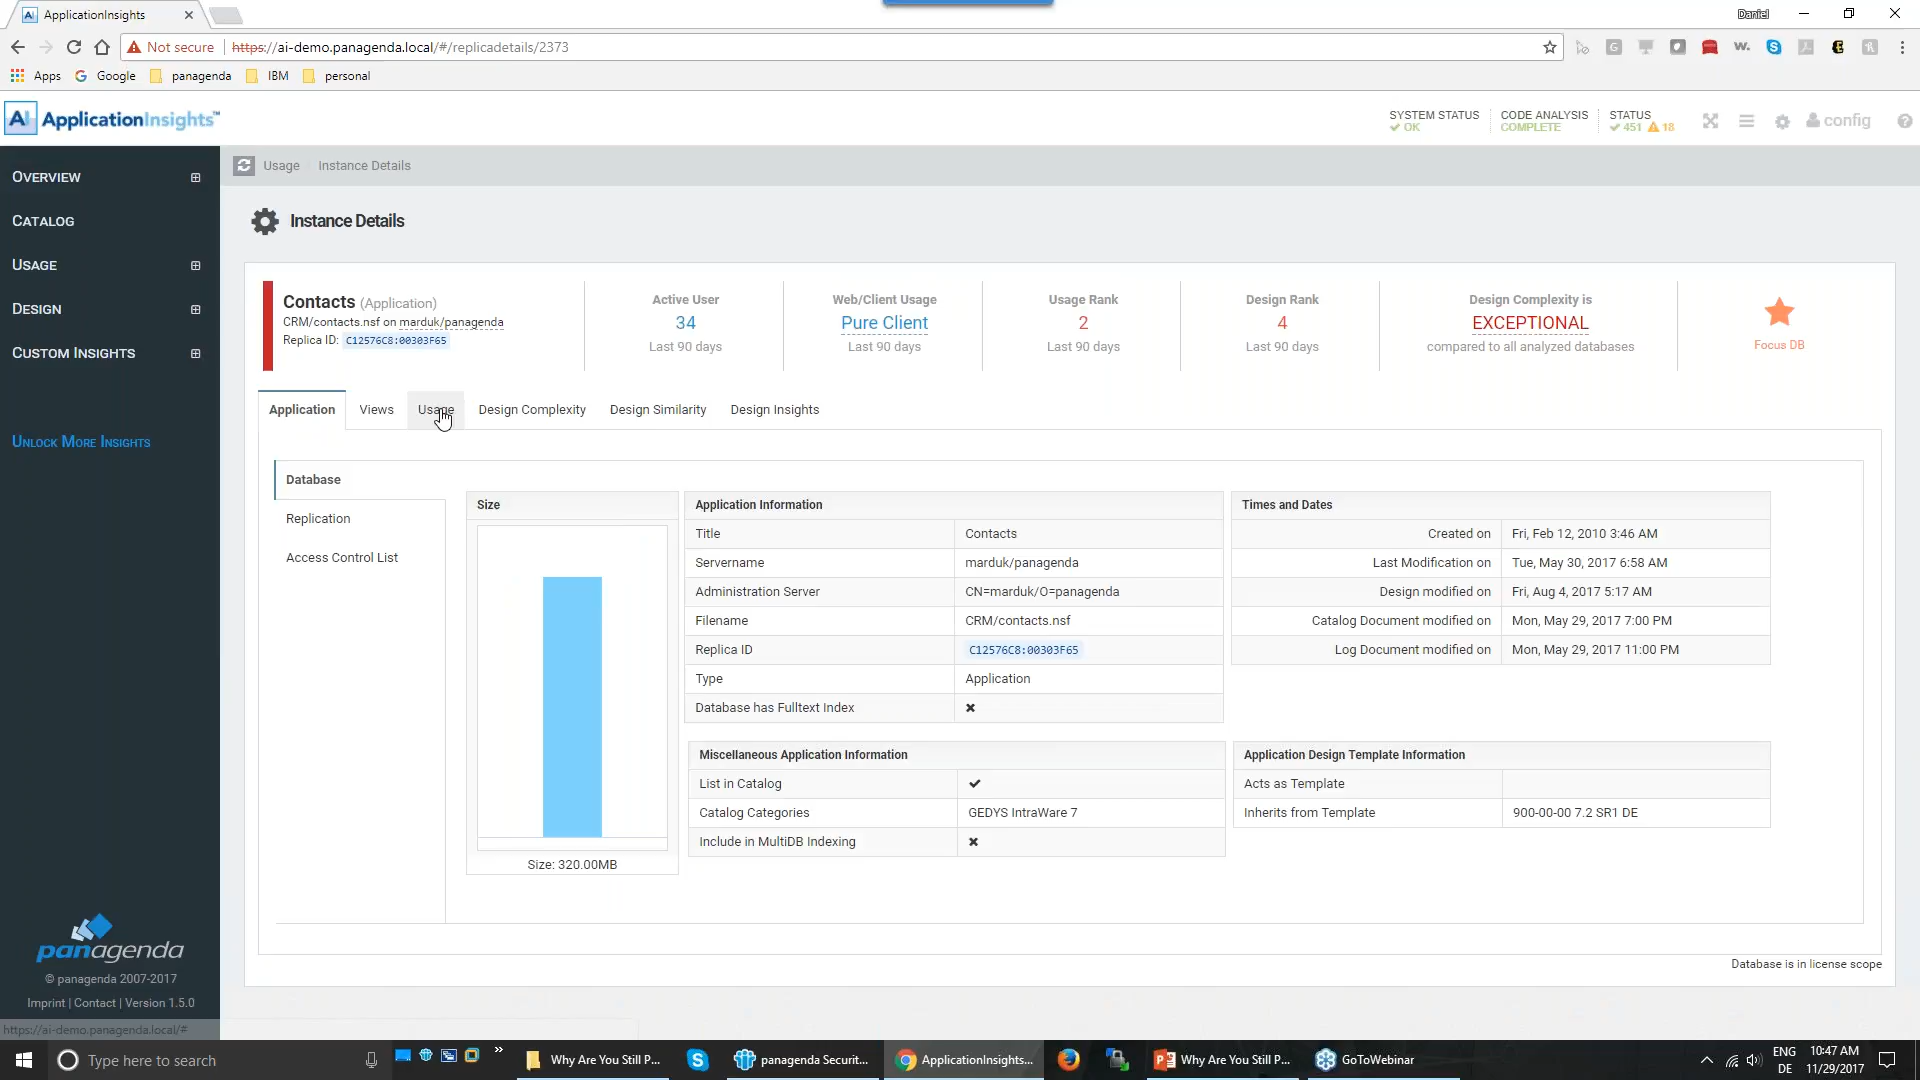 ApplicationInsights
Daniel
Not secure
https://ai-demo.panagenda.local/#/replicadetails/2373
Apps
Google
panagenda
IBM
personal
AI ApplicationInsights™
SYSTEM STATUS
OK
CODE ANALYSIS
COMPLETE
STATUS
451 18
config
OVERVIEW
CATALOG
USAGE
DESIGN
CUSTOM INSIGHTS
UNLOCK MORE INSIGHTS
Usage
Instance Details
Instance Details
Contacts (Application)
CRM/contacts.nsf on marduk/panagenda
Replica ID: C12576C8:00303F65
Active User
34
Last 90 days
Web/Client Usage
Pure Client
Last 90 days
Usage Rank
2
Last 90 days
Design Rank
4
Last 90 days
Design Complexity is
EXCEPTIONAL
compared to all analyzed databases
Focus DB
Application
Views
Usage
Design Complexity
Design Similarity
Design Insights
Database
Replication
Access Control List
Size
Size: 320.00MB
Application Information
Title Contacts
Servername marduk/panagenda
Administration Server CN=marduk/O=panagenda
Filename CRM/contacts.nsf
Replica ID C12576C8:00303F65
Type Application
Database has Fulltext Index
Times and Dates
Created on Fri, Feb 12, 2010 3:46 AM
Last Modification on Tue, May 30, 2017 6:58 AM
Design modified on Fri, Aug 4, 2017 5:17 AM
Catalog Document modified on Mon, May 29, 2017 7:00 PM
Log Document modified on Mon, May 29, 2017 11:00 PM
Miscellaneous Application Information
List in Catalog
Catalog Categories GEDYS IntraWare 7
Include in MultiDB Indexing
Application Design Template Information
Acts as Template
Inherits from Template 900-00-00 7.2 SR1 DE
Database is in license scope
panagenda
© panagenda 2007-2017
Imprint | Contact | Version 1.5.0
https://ai-demo.panagenda.local/#
Type here to search
Why Are You Still P...
panagenda Securit...
ApplicationInsights...
Why Are You Still P...
GoToWebinar
ENG
DE
10:47 AM
11/29/2017